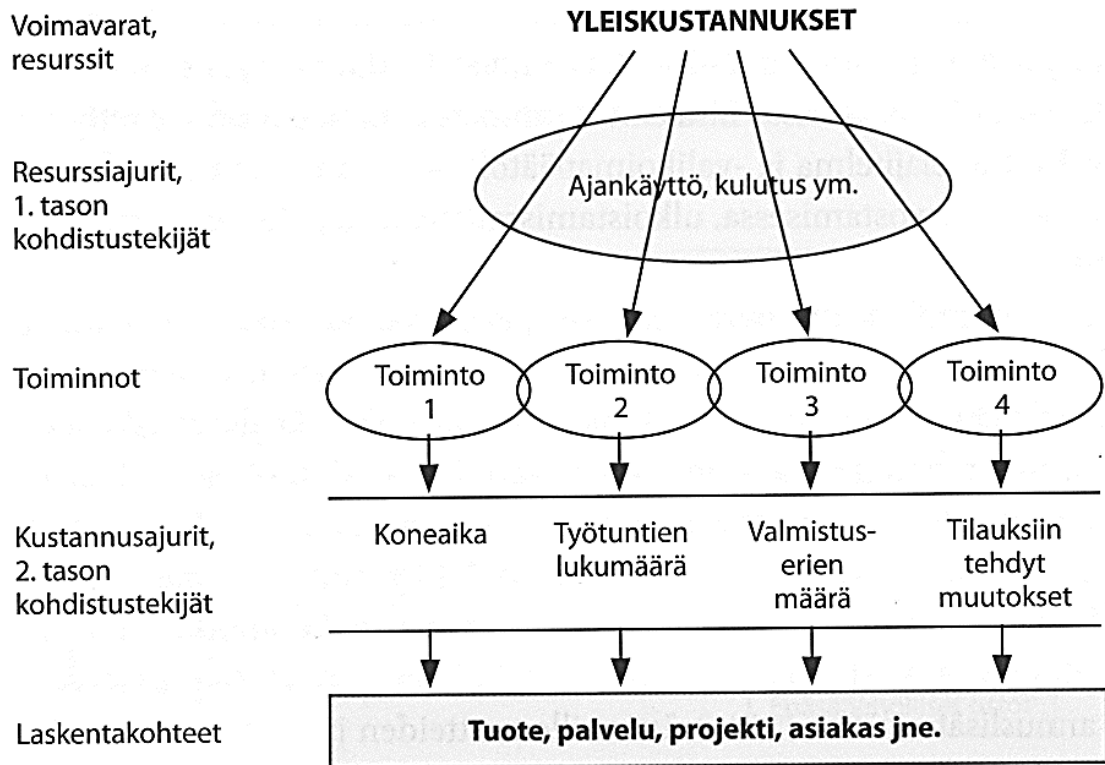 Voimavarat,
resurssit
YLEISKUSTANNUKSET
Resurssiajurit,
1. tason
kohdistustekijät
Ajankäyttö, kulutus ym.
Toiminnot
Toiminto
1
Toiminto
2
Toiminto
3
Toiminto
4
Kustannusajurit,
2. tason
kohdistustekijät
Koneaika
Työtuntien
lukumäärä
Valmistus-
erien
määrä
Tilauksiin
tehdyt
muutokset
Laskentakohteet
Tuote, palvelu, projekti, asiakas jne.